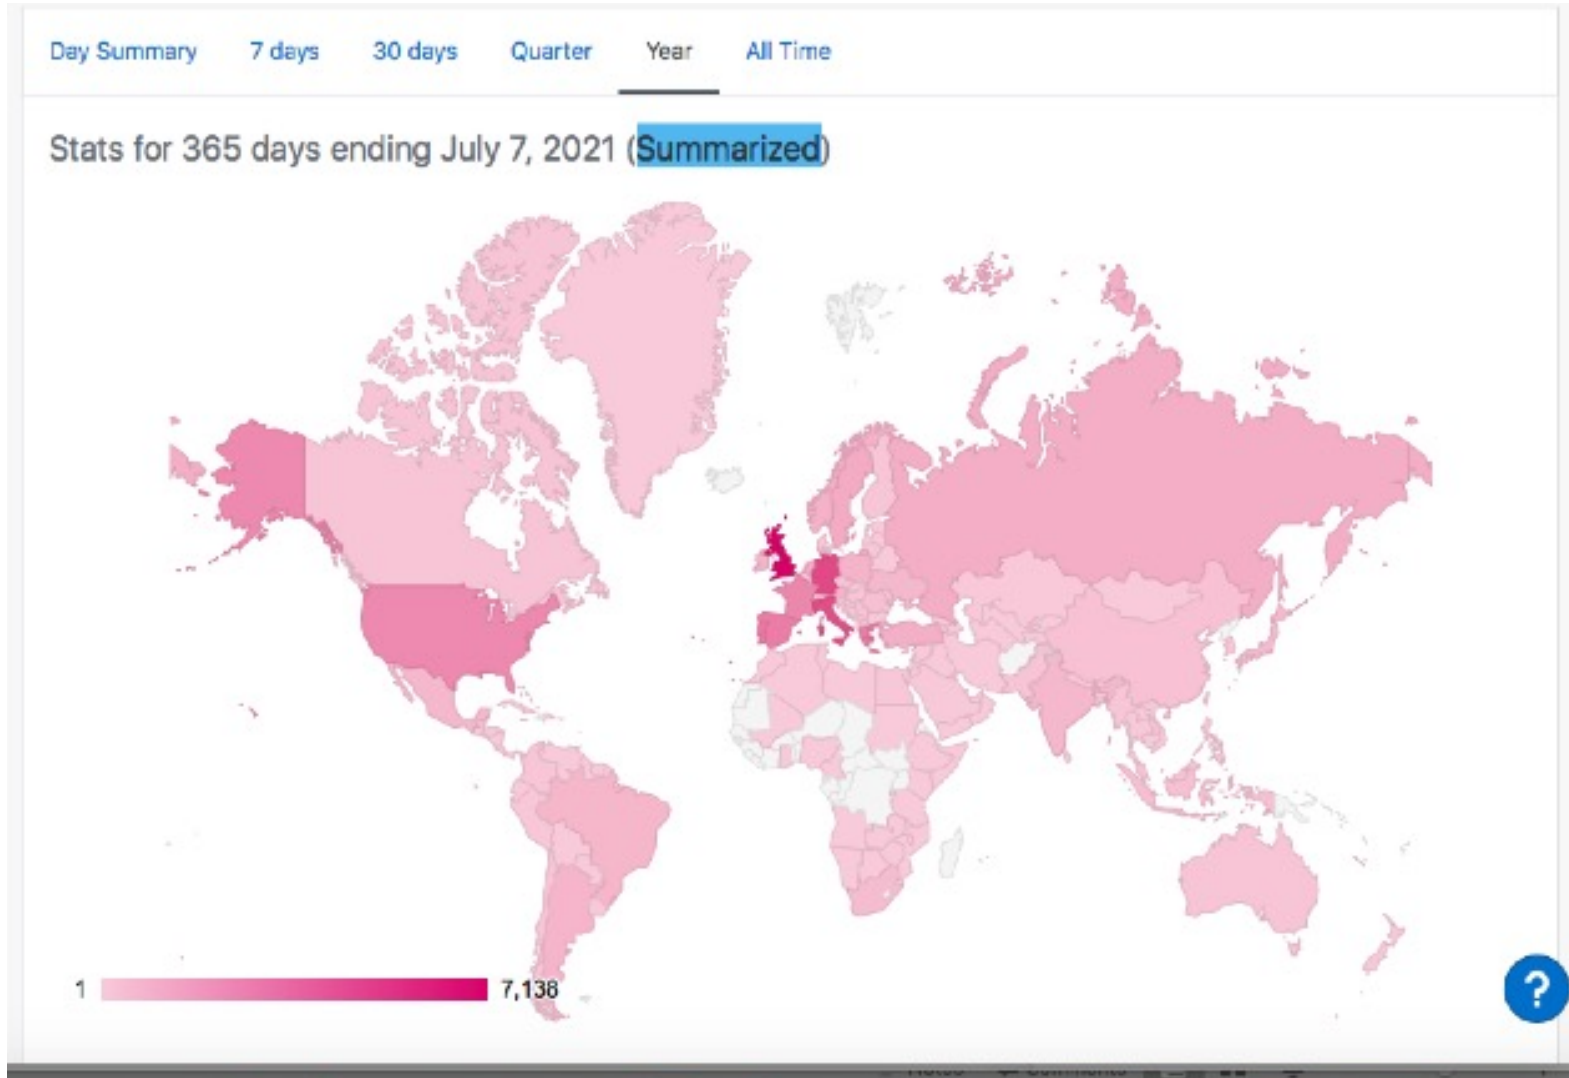 Day Summary 7 days 30 days Quarter Year All Time
Stats for 365 days ending July 7, 2021 (Summarized)
1 7,138
?